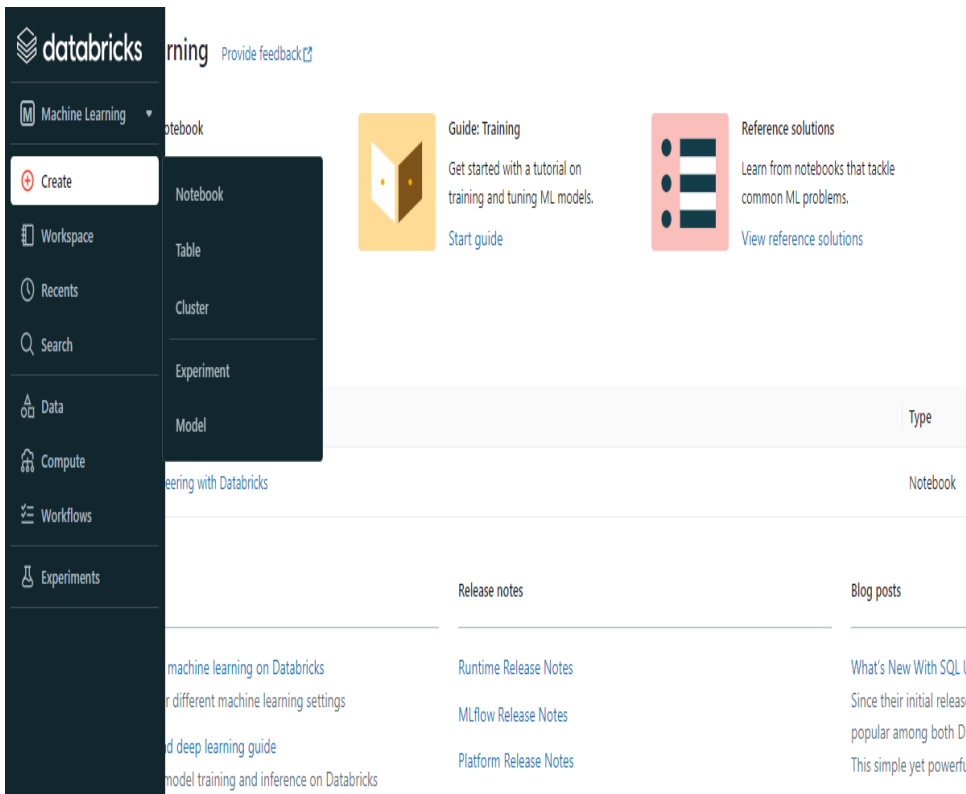 databricks
rning Provide feedback
M Machine Learning
Create
Workspace
Recents
Search
Data
Compute
Workflows
Experiments
Notebook
Table
Cluster
Experiment
Model
otebook
Guide: Training
Get started with a tutorial on
training and tuning ML models.
Start guide
Reference solutions
Learn from notebooks that tackle
common ML problems.
View reference solutions
Type
eering with Databricks
Notebook
machine learning on Databricks
r different machine learning settings
d deep learning guide
model training and inference on Databricks
Release notes
Runtime Release Notes
MLflow Release Notes
Platform Release Notes
Blog posts
What's New With SQL U
Since their initial releas
popular among both D
This simple yet powerfu